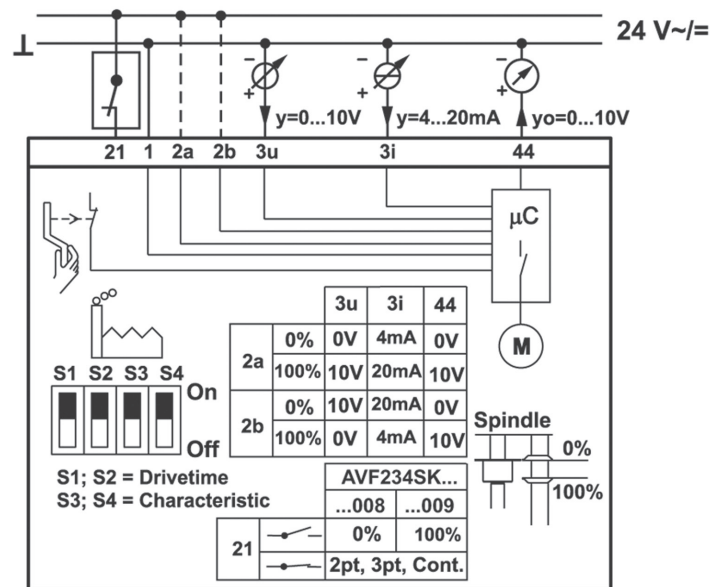 24 V~/=
⊥
- - -
+ + +
y=0...10V y=4...20mA yo=0...10V
21 1 2a 2b 3u 3i 44
µC
M
3u 3i 44
2a 0% 0V 4mA 0V
100% 10V 20mA 10V
2b 0% 10V 20mA 0V
100% 0V 4mA 10V
S1 S2 S3 S4
On
Off
S1; S2 = Drivetime
S3; S4 = Characteristic
Spindle
0%
100%
AVF234SK...
...008 ...009
21 0% 100%
2pt, 3pt, Cont.